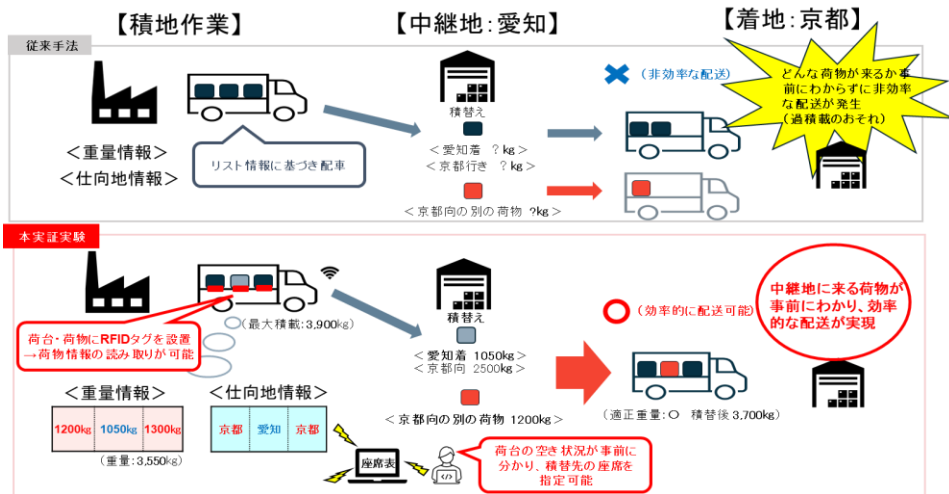 【積地作業】
【中継地:愛知】
【着地:京都】
従来手法
<重量情報>
<仕向地情報>
リスト情報に基づき配車
積替え
<愛知着 ?kg>
<京都行き ?kg>
<京都向の別の荷物 ?kg>
(非効率な配送)
どんな荷物が来るか事
前にわからずに非効率
な配送が発生
(過積載のおそれ)
本実証実験
荷台・荷物にRFIDタグを設置
→荷物情報の読み取りが可能
(最大積載:3,900kg)
<重量情報>
1200kg 1050kg 1300kg
(重量:3,550kg)
<仕向地情報>
京都 愛知 京都
座席表
荷台の空き状況が事前に
分かり、積替先の座席を
指定可能
積替え
<愛知着 1050kg>
<京都向 2500kg>
<京都向の別の荷物 1200kg>
(効率的に配送可能)
(適正重量:○ 積替後 3,700kg)
中継地に来る荷物が
事前にわかり、効率
的な配送が実現